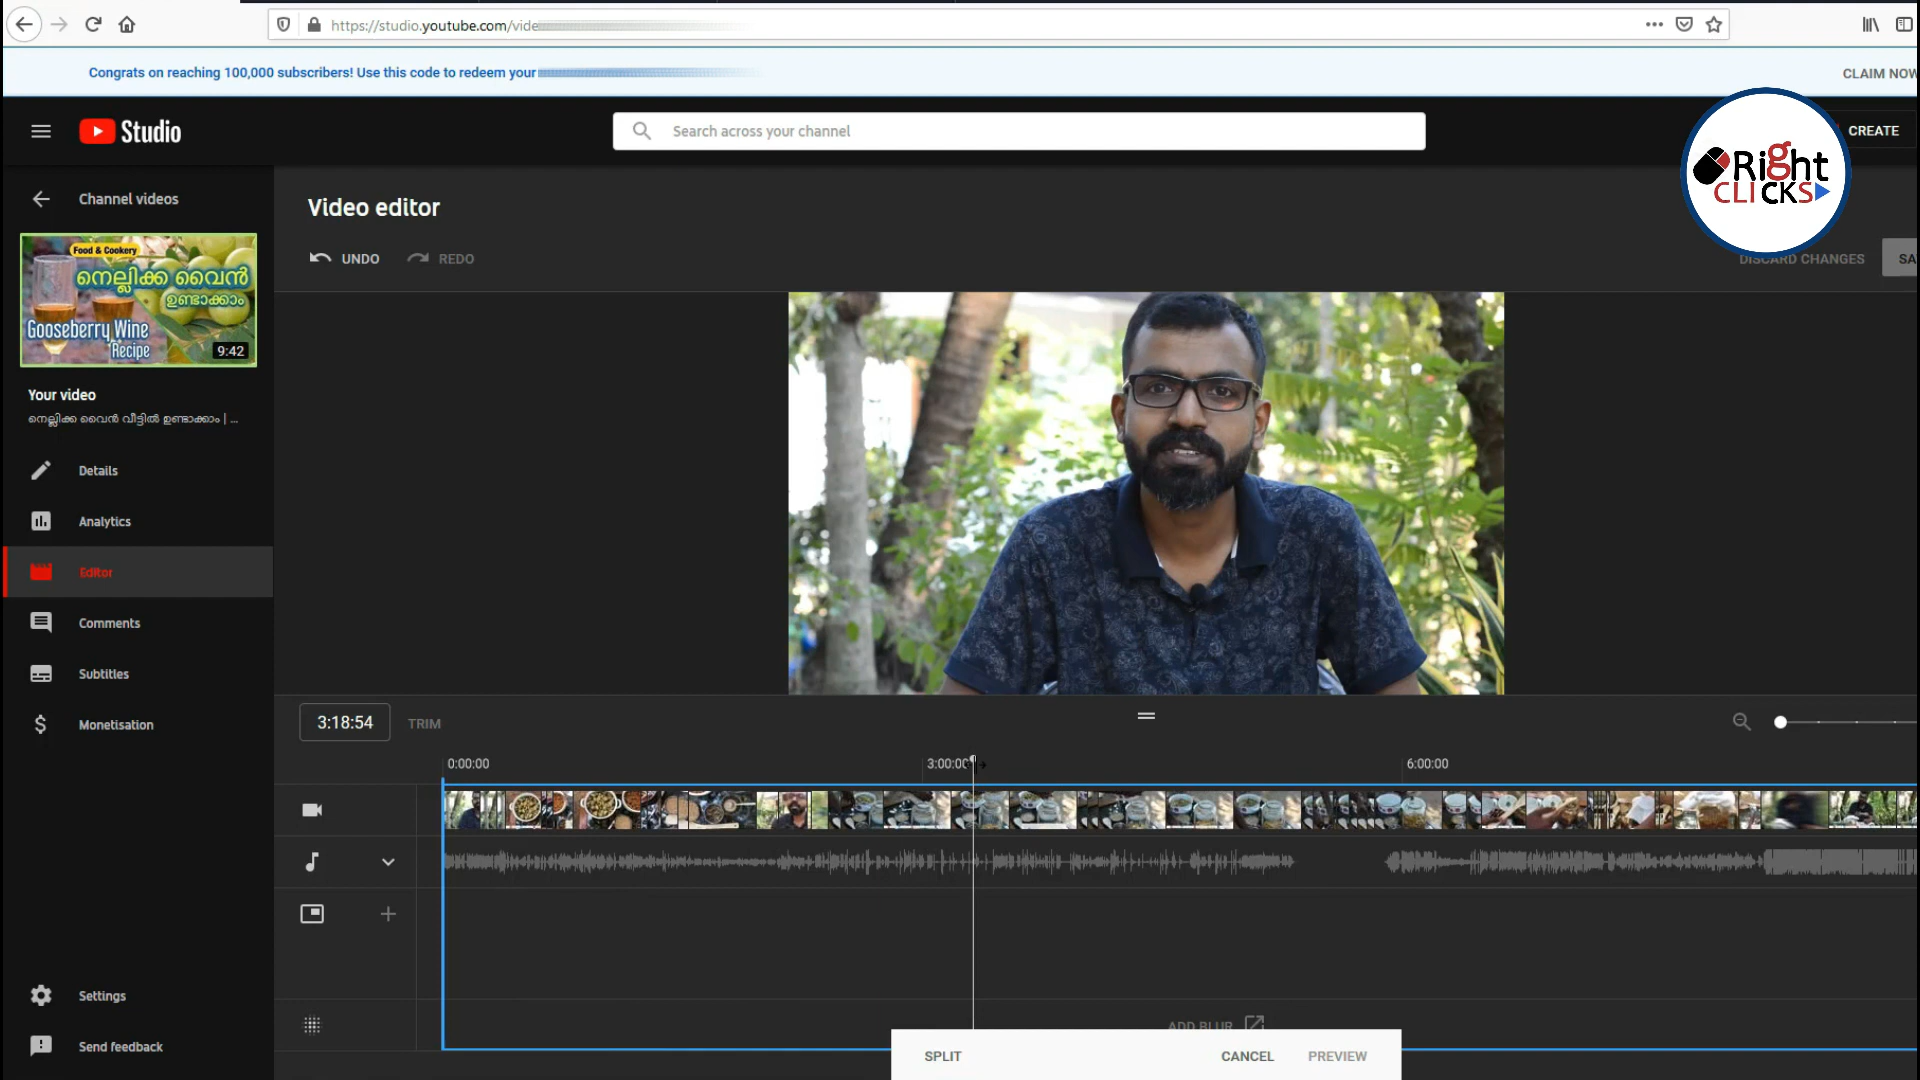 https://studio.youtube.com/vide
Congrats on reaching 100,000 subscribers! Use this code to redeem your
CLAIM NOW
Studio
Search across your channel
CREATE
Right
CLICKS
Channel videos
Video editor
UNDO
REDO
DISCARD CHANGES
SA
Food & Cookery
നെല്ലിക്ക വൈൻ
ഉണ്ടാക്കാം
Gooseberry Wine
Recipe
9:42
Your video
നെല്ലിക്ക വൈൻ വീട്ടിൽ ഉണ്ടാക്കാം | ...
Details
Analytics
Editor
Comments
Subtitles
Monetisation
3:18:54
TRIM
0:00:00
3:00:00
6:00:00
ADD BLUR
Settings
Send feedback
SPLIT
CANCEL
PREVIEW